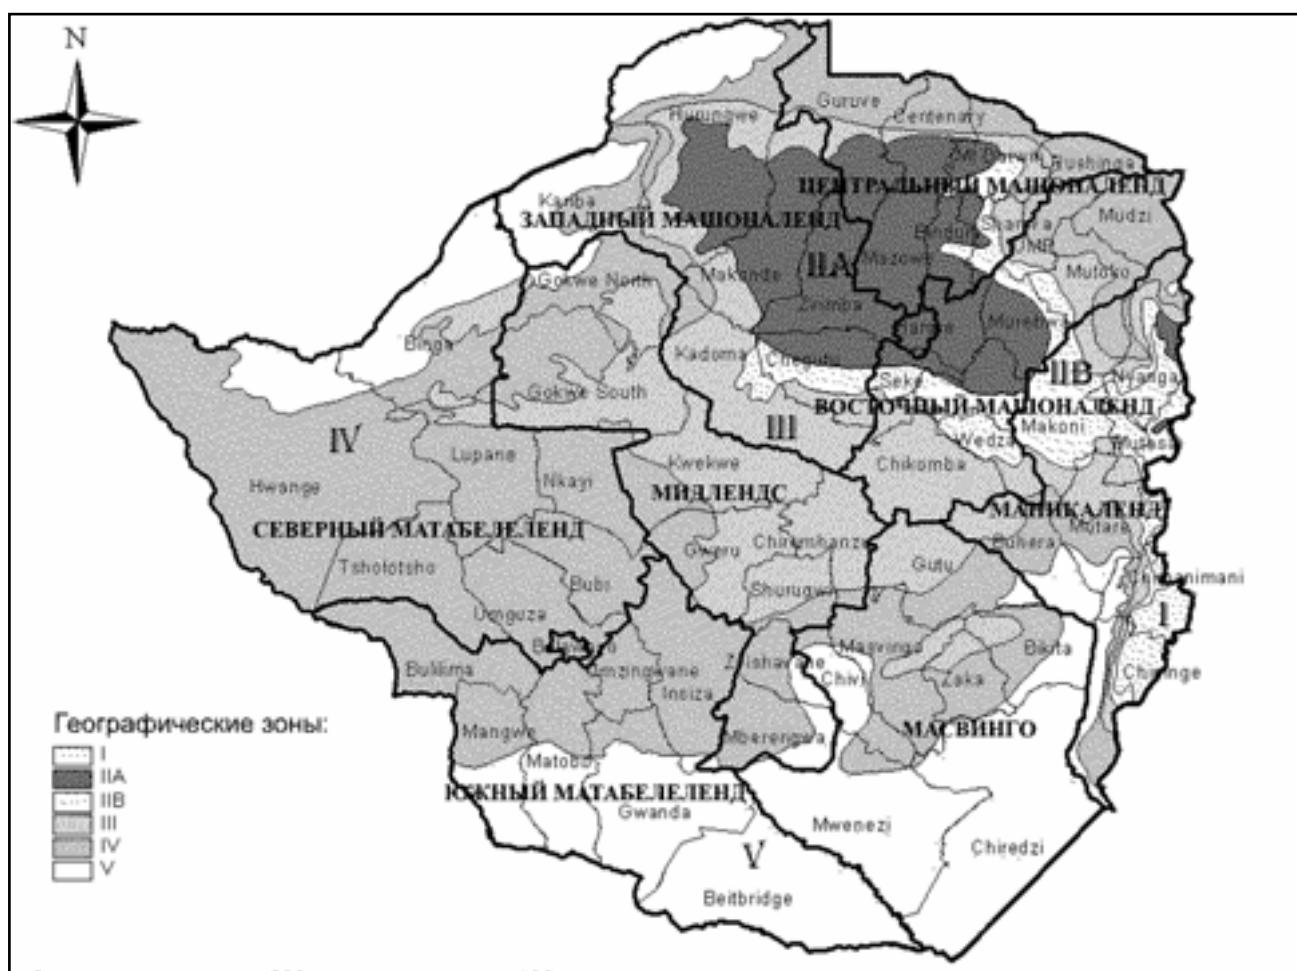 N
Guruve
Centenary
Hurungwe
Mt Darwin
Rushinga
ЦЕНТРАЛЬНЫЙ МАШОНАЛЕНД
Kariba
ЗАПАДНЫЙ МАШОНАЛЕНД
Shamva
Mudzi
Bindura
UMP
Mazowe
IIA
Makonde
Mutoko
Gokwe North
Zvimba
Harare
Murehwa
Binga
Kadoma
Chegutu
Seke
IIB
Nyanga
Gokwe South
ВОСТОЧНЫЙ МАШОНАЛЕНД
III
Makoni
IV
Wedza
Mutasa
Lupane
Kwekwe
Chikomba
Nkayi
Hwange
МИДЛЕНДС
МАНИКАЛЕНД
СЕВЕРНЫЙ МАТАБЕЛЕЛЕНД
Mutare
Chirumhanzu
Buhera
Gweru
Tsholotsho
Gutu
Bubi
Shurugwi
Chimanimani
Umguza
I
Bulawayo
Masvingo
Bikita
Bulilima
Umzingwane
Zvishavane
Chivi
Zaka
Chipinge
Insiza
Географические зоны:
Mangwe
Mberengwa
МАСВИНГО
I
Matobo
IIA
ЮЖНЫЙ МАТАБЕЛЕЛЕНД
IIB
Gwanda
III
Mwenezi
IV
Chiredzi
V
V
Beitbridge